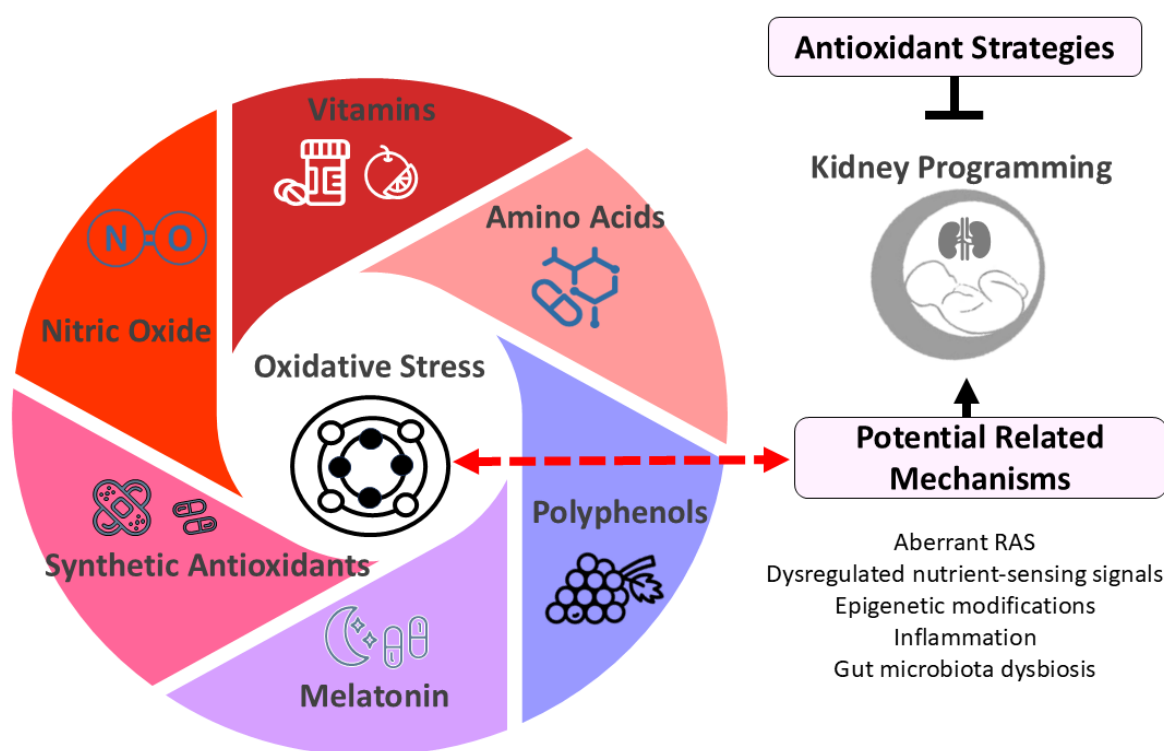 Antioxidant Strategies
Vitamins
Kidney Programming
Amino Acids
N=O
Nitric Oxide
Oxidative Stress
Potential Related
Mechanisms
Polyphenols
Synthetic Antioxidants
Melatonin
Aberrant RAS
Dysregulated nutrient-sensing signals
Epigenetic modifications
Inflammation
Gut microbiota dysbiosis